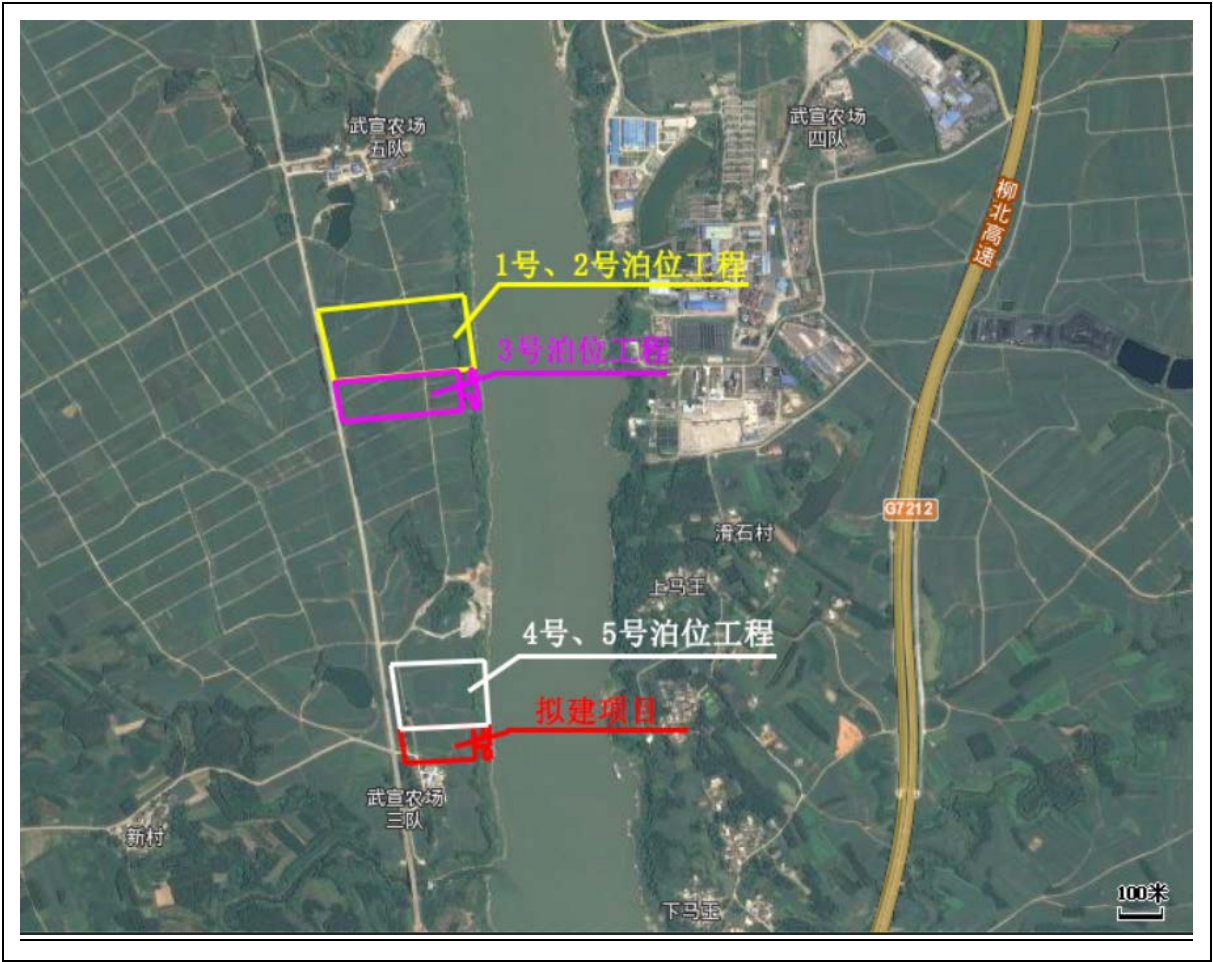 武宣农场
五队
武宣农场
四队
柳北高速
1号、2号泊位工程
3号泊位工程
G7212
滑石村
上马王
4号、5号泊位工程
拟建项目
武宣农场
三队
新村
100米
下马王